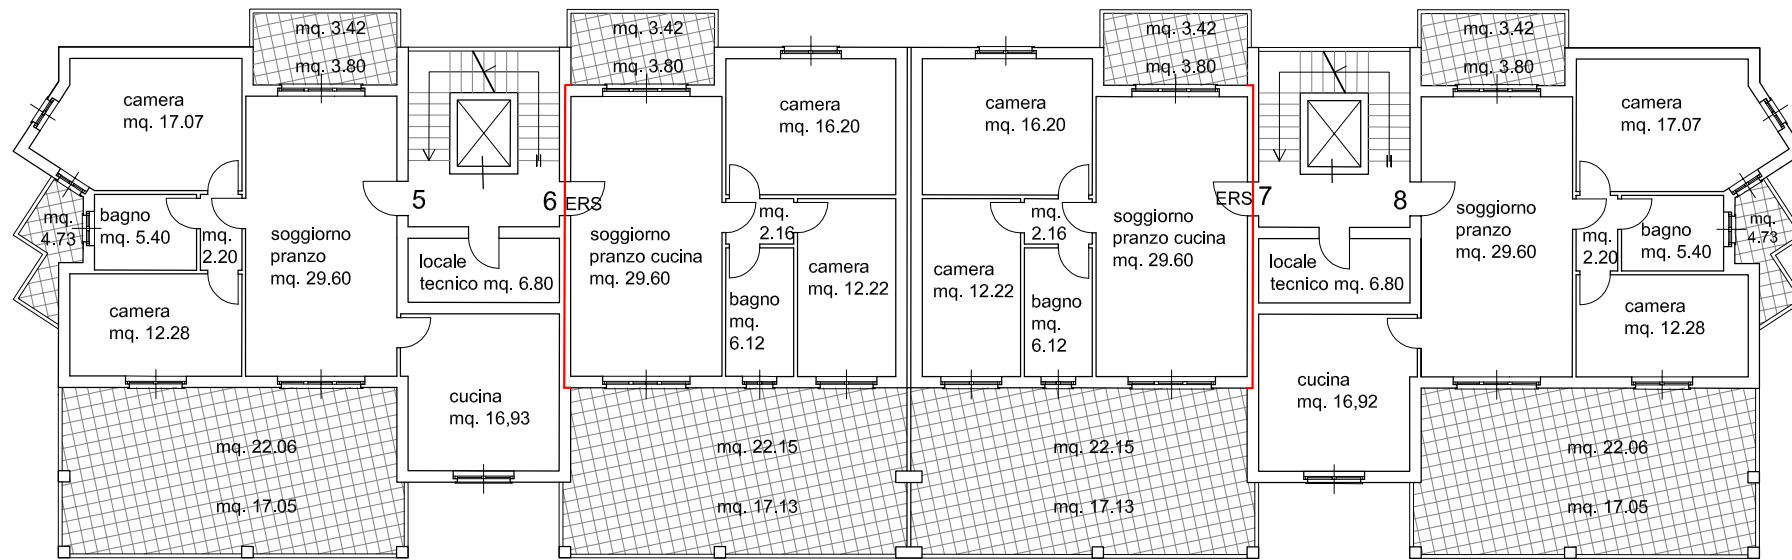 mq. 3.42
mq. 3.80
camera
mq. 17.07
mq.
4.73
bagno
mq. 5.40
mq.
2.20
camera
mq. 12.28
soggiorno
pranzo
mq. 29.60
5
locale
tecnico mq. 6.80
cucina
mq. 16,93
mq. 22.06
mq. 17.05
mq. 3.42
mq. 3.80
6
ERS
soggiorno
pranzo cucina
mq. 29.60
camera
mq. 16.20
mq.
2.16
bagno
mq.
6.12
camera
mq. 12.22
mq. 22.15
mq. 17.13
camera
mq. 16.20
camera
mq. 12.22
mq.
2.16
bagno
mq.
6.12
mq. 3.42
mq. 3.80
soggiorno
pranzo cucina
mq. 29.60
ERS
7
mq. 22.15
mq. 17.13
8
locale
tecnico mq. 6.80
cucina
mq. 16,92
mq. 3.42
mq. 3.80
soggiorno
pranzo
mq. 29.60
camera
mq. 17.07
mq.
2.20
bagno
mq. 5.40
mq.
4.73
camera
mq. 12.28
mq. 22.06
mq. 17.05